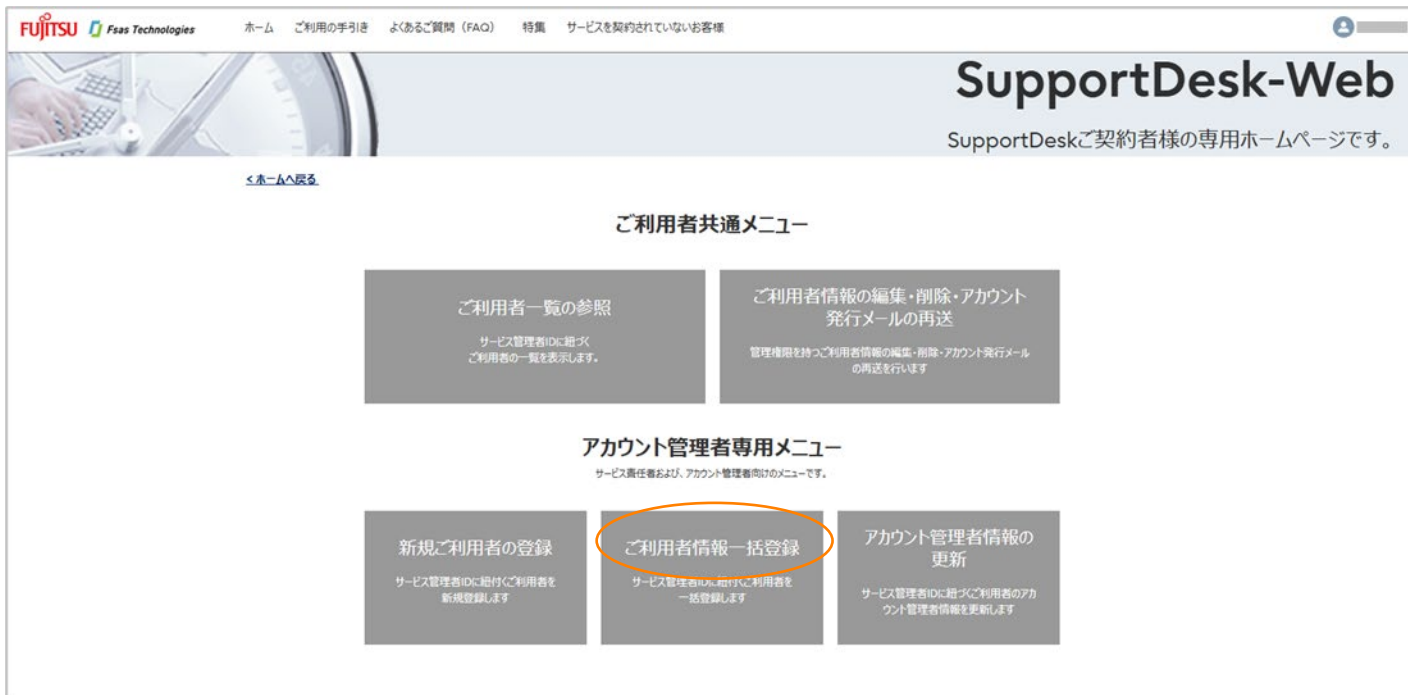 FUJITSU Fsas Technologies ホーム ご利用の手引き よくあるご質問（FAQ） 特集 サービスを契約されていないお客様
SupportDesk-Web
SupportDeskご契約者様の専用ホームページです。
< ホームへ戻る
ご利用者共通メニュー
ご利用者一覧の参照
サービス管理者IDに紐づく
ご利用者の一覧を表示します。
ご利用者情報の編集・削除・アカウント
発行メールの再送
管理権限を持つご利用者情報の編集・削除・アカウント発行メール
の再送を行います
アカウント管理者専用メニュー
サービス責任者および、アカウント管理者向けのメニューです。
新規ご利用者の登録
サービス管理者IDに紐付くご利用者を
新規登録します
ご利用者情報一括登録
サービス管理者IDに紐付くご利用者を
一括登録します
アカウント管理者情報の
更新
サービス管理者IDに紐づくご利用者のアカ
ウント管理者情報を更新します